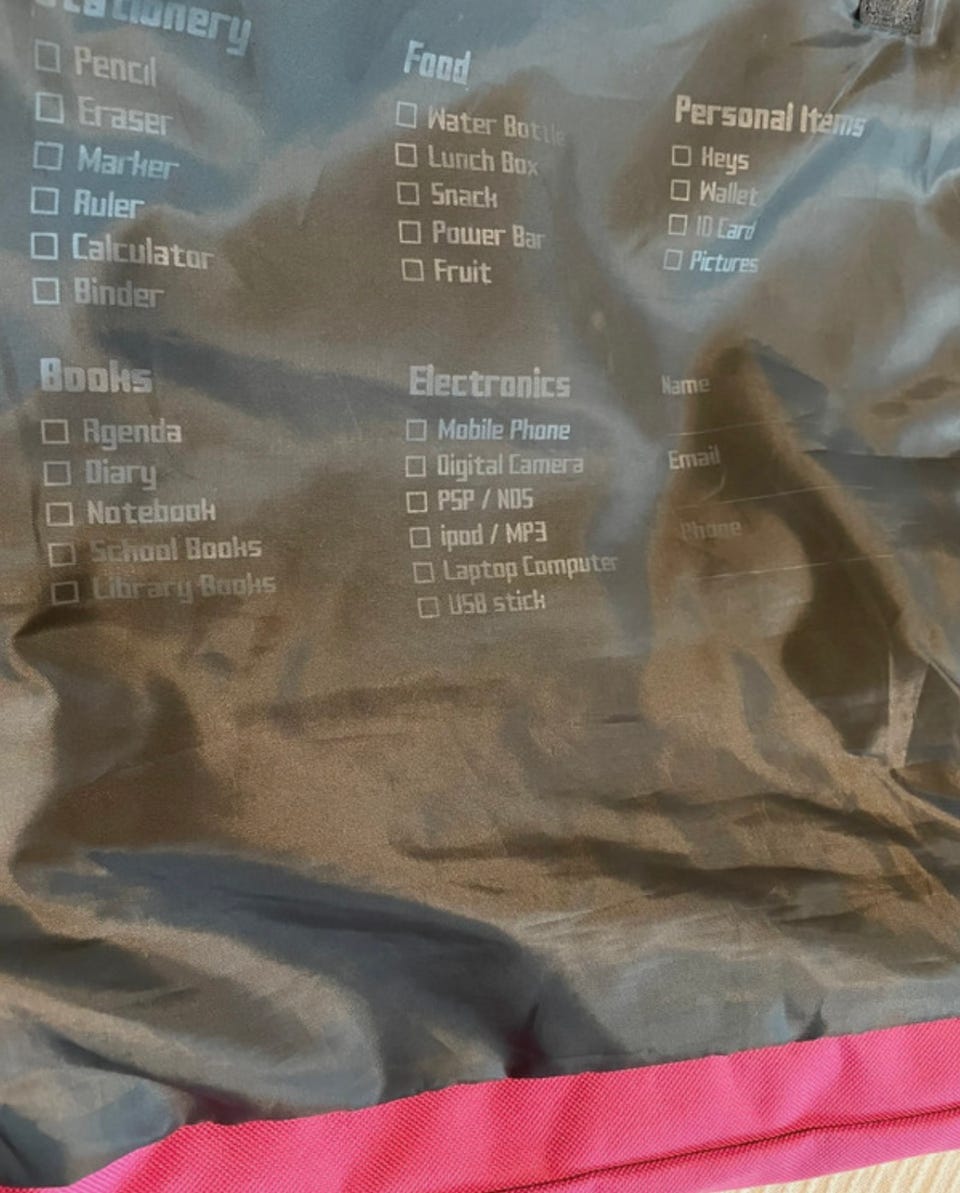 Stationery
Pencil
Eraser
Marker
Ruler
Calculator
Binder
Food
Water Bottle
Lunch Box
Snack
Power Bar
Fruit
Personal Items
Keys
Wallet
ID Card
Pictures
Books
Agenda
Diary
Notebook
School Books
Library Books
Electronics
Mobile Phone
Digital Camera
PSP / NDS
ipod / MP3
Laptop Computer
USB stick
Name
Email
Phone